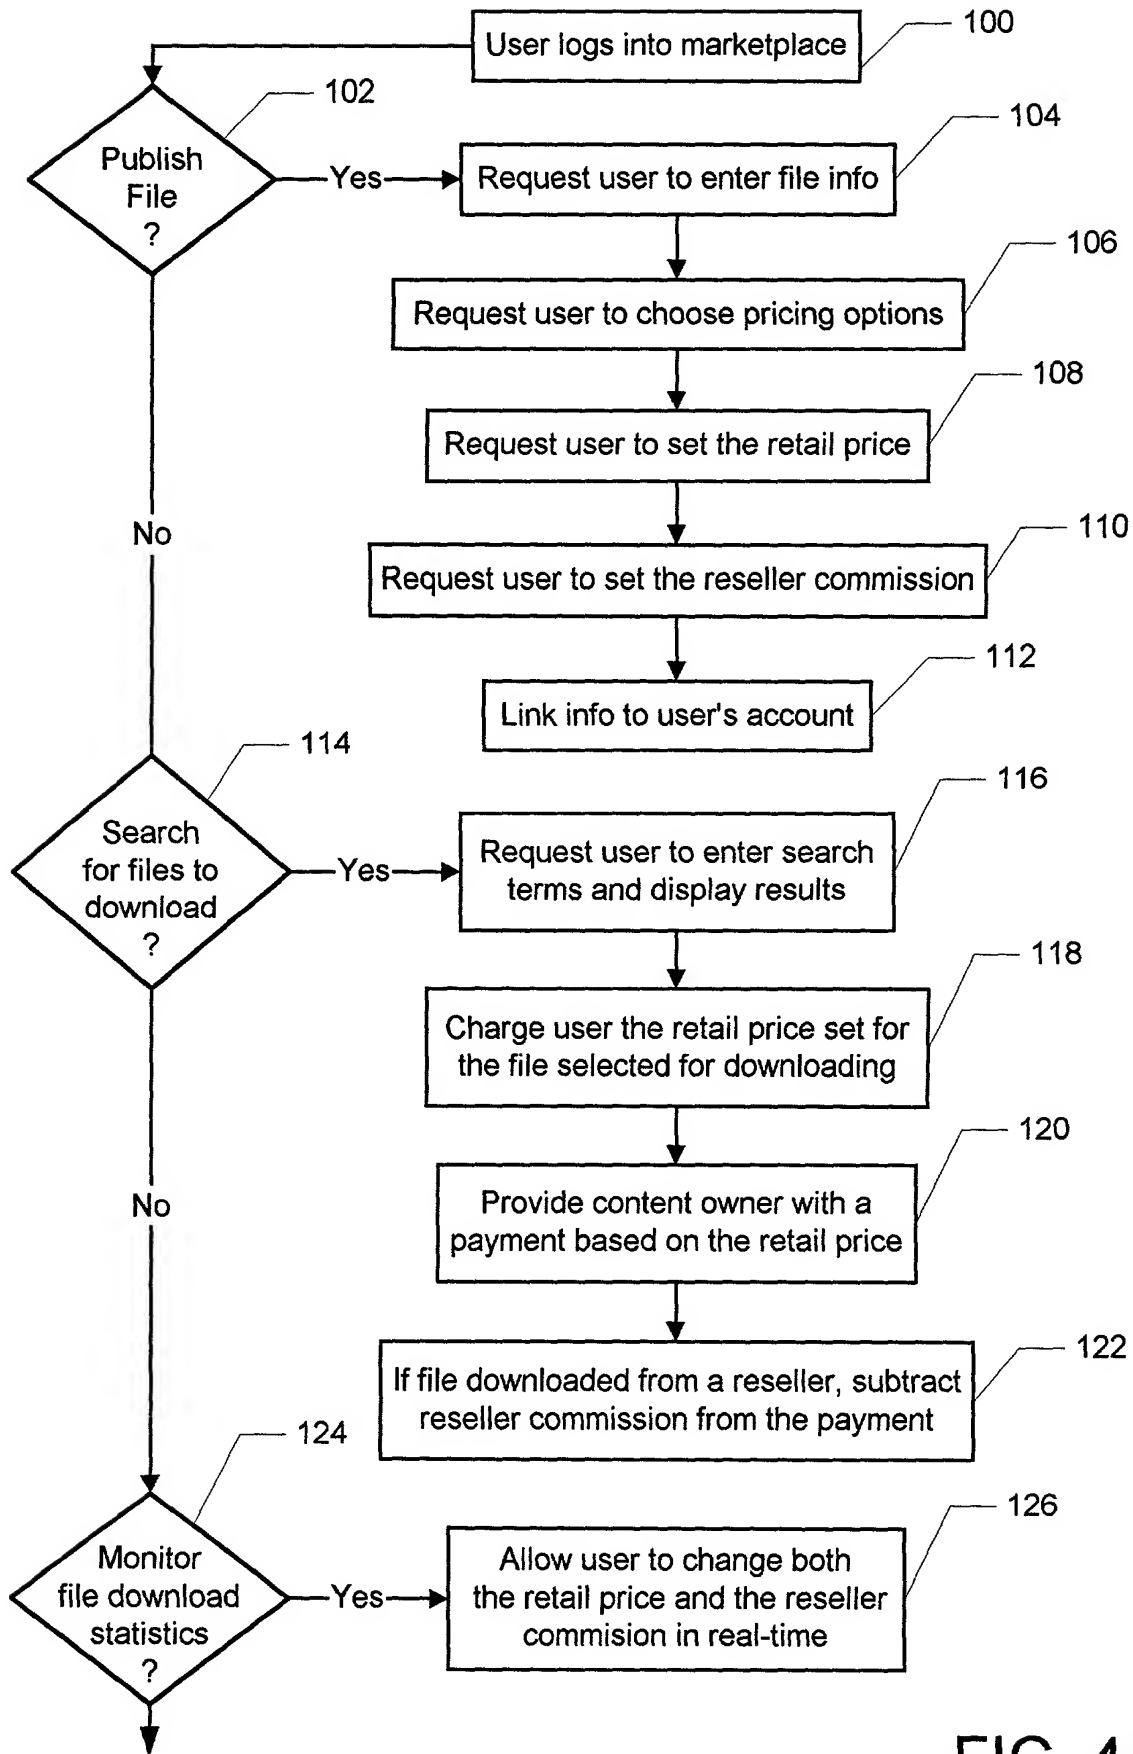 User logs into marketplace
100
102
Publish
File
?
Yes
Request user to enter file info
104
Request user to choose pricing options
106
Request user to set the retail price
108
No
Request user to set the reseller commission
110
Link info to user's account
112
114
Search
for files to
download
?
Yes
Request user to enter search
terms and display results
116
Charge user the retail price set for
the file selected for downloading
118
No
Provide content owner with a
payment based on the retail price
120
If file downloaded from a reseller, subtract
reseller commission from the payment
122
124
Monitor
file download
statistics
?
Yes
Allow user to change both
the retail price and the reseller
commision in real-time
126
FIG. 4